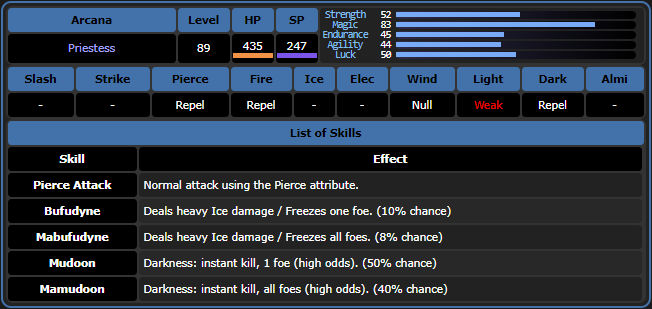 Arcana Level HP SP
Priestess 89 435 247
Strength 52
Magic 83
Endurance 45
Agility 44
Luck 50
Slash Strike Pierce Fire Ice Elec Wind Light Dark Almi
- - Repel Repel - - Null Weak Repel -
List of Skills
Skill Effect
Pierce Attack Normal attack using the Pierce attribute.
Bufudyne Deals heavy Ice damage / Freezes one foe. (10% chance)
Mabufudyne Deals heavy Ice damage / Freezes all foes. (8% chance)
Mudoon Darkness: instant kill, 1 foe (high odds). (50% chance)
Mamudoon Darkness: instant kill, all foes (high odds). (40% chance)